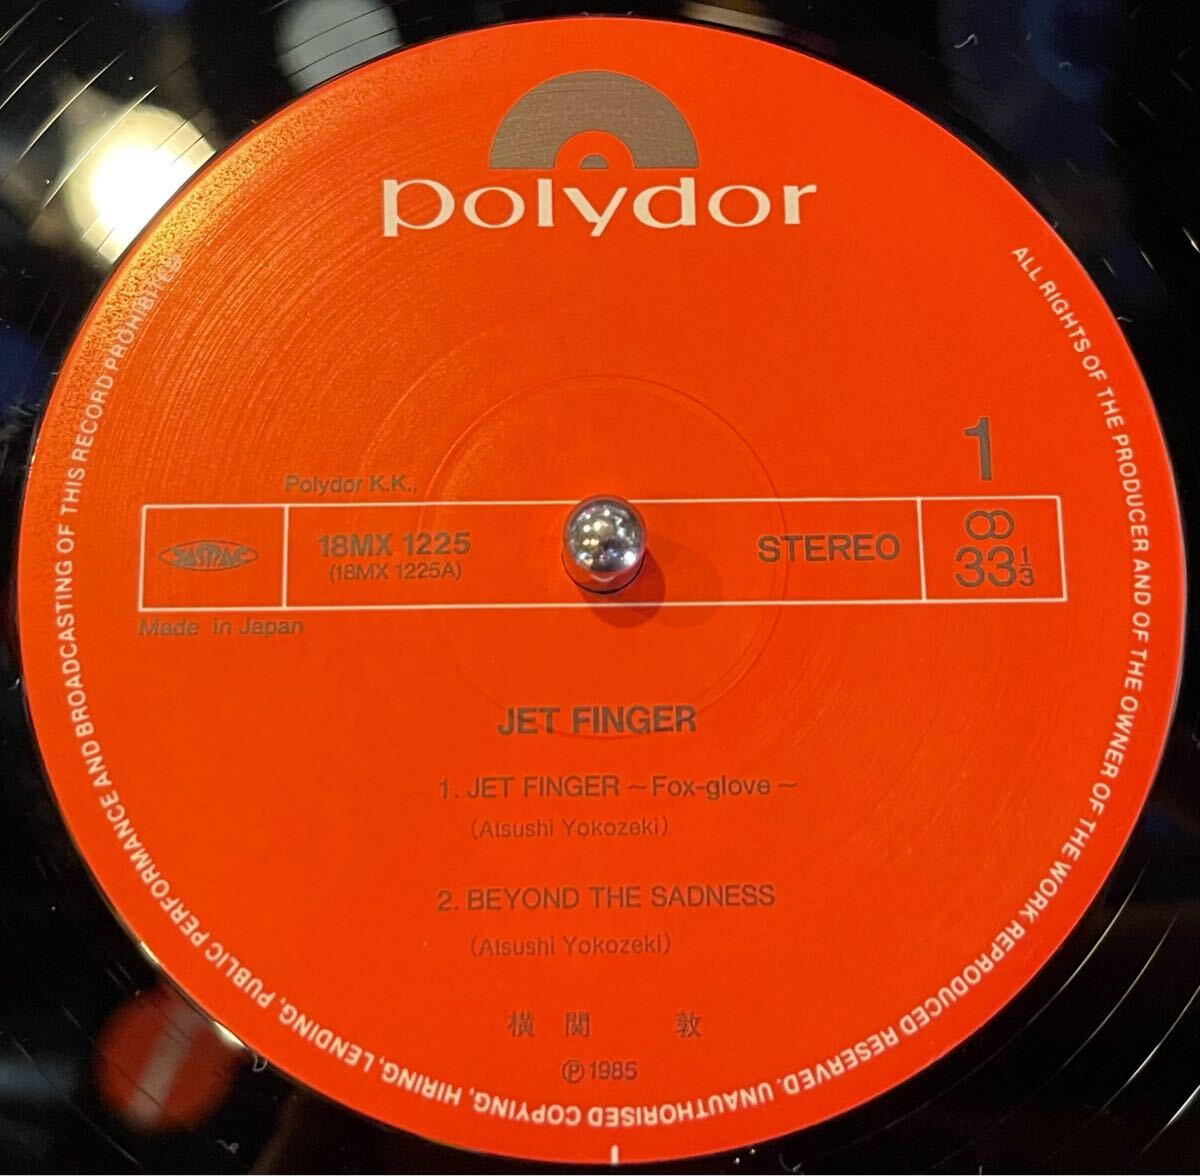 polydor
1
Polydor K.K.,
JASRAC
18MX 1225
(18MX 1225A)
STEREO
33 1/3
Made in Japan
JET FINGER
1. JET FINGER ~Fox-glove~
(Atsushi Yokozeki)
2. BEYOND THE SADNESS
(Atsushi Yokozeki)
横関 敦
Ⓟ1985
ALL RIGHTS OF THE PRODUCER AND OF THE OWNER OF THE WORK REPRODUCED RESERVED. UNAUTHORISED COPYING, HIRING, LENDING, PUBLIC PERFORMANCE AND BROADCASTING OF THIS RECORD PROHIBITED